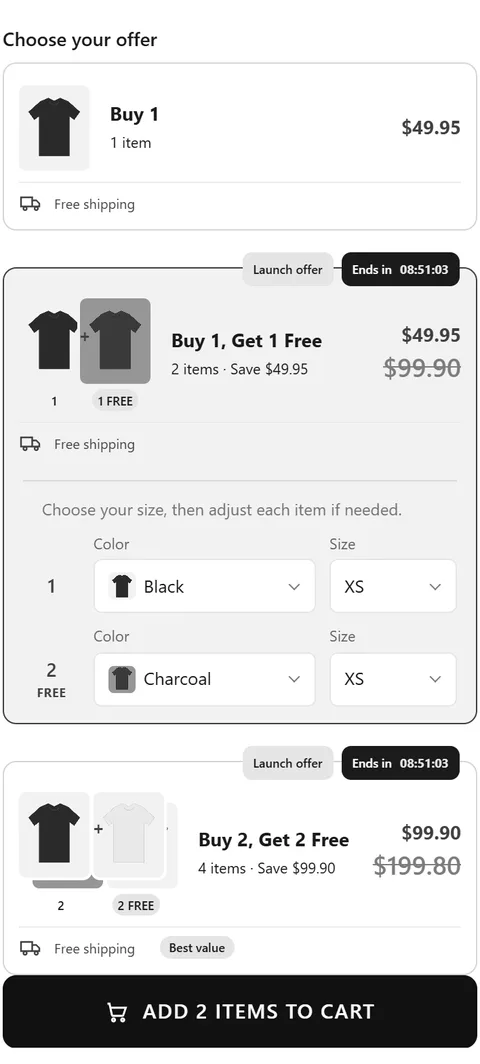 Choose your offer
Buy 1
1 item
$49.95
Free shipping
Launch offer
Ends in 08:51:03
+
Buy 1, Get 1 Free
2 items · Save $49.95
$49.95
$99.90
1
1 FREE
Free shipping
Choose your size, then adjust each item if needed.
Color
Size
1
Black
XS
Color
Size
2
FREE
Charcoal
XS
Launch offer
Ends in 08:51:03
+
Buy 2, Get 2 Free
4 items · Save $99.90
$99.90
$199.80
2
2 FREE
Free shipping
Best value
ADD 2 ITEMS TO CART